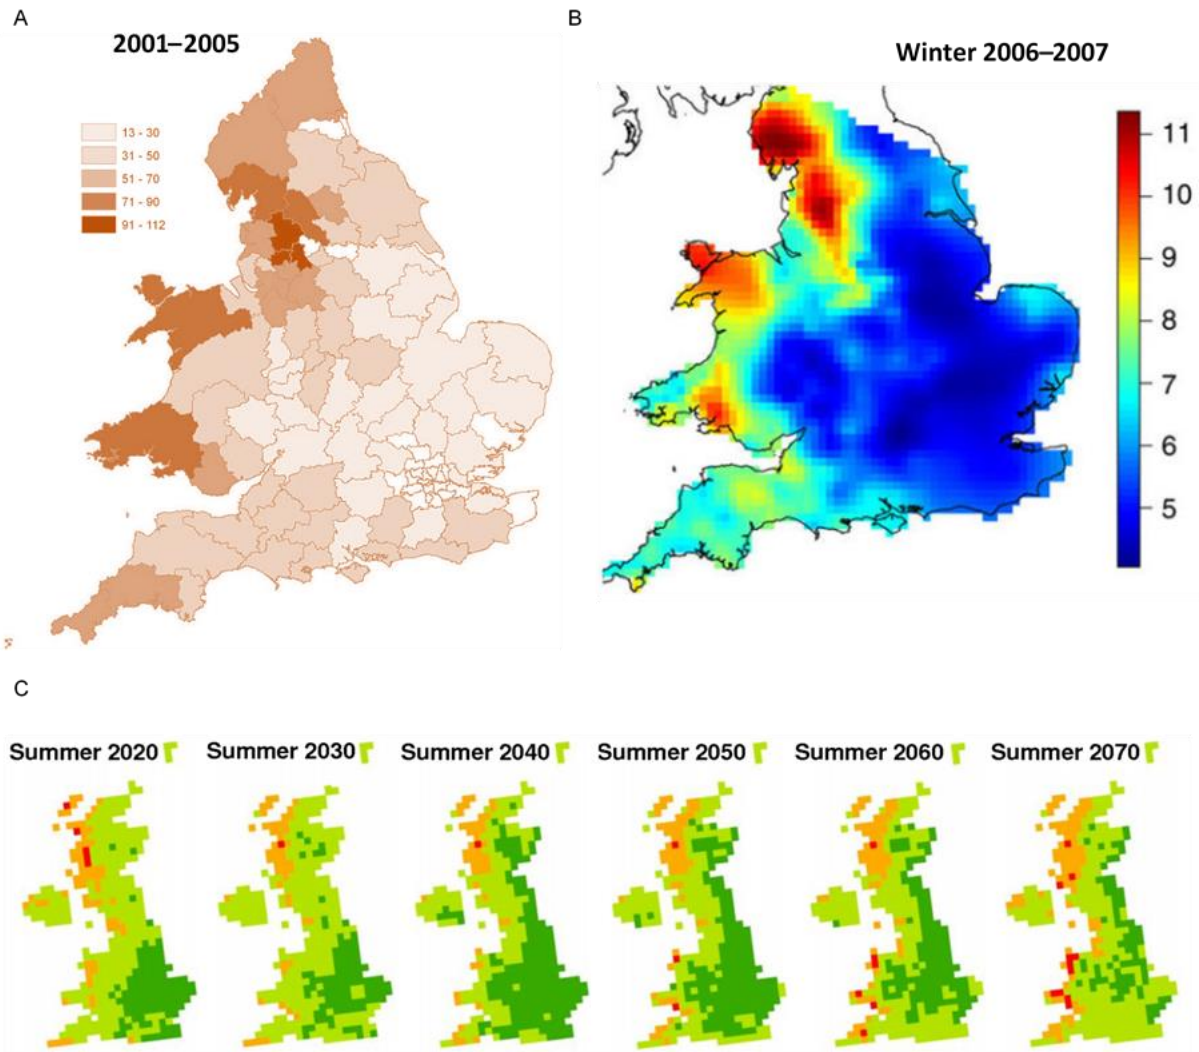 A
2001–2005
13 - 30
31 - 50
51 - 70
71 - 90
91 - 112
B
Winter 2006–2007
11
10
9
8
7
6
5
C
Summer 2020
Summer 2030
Summer 2040
Summer 2050
Summer 2060
Summer 2070